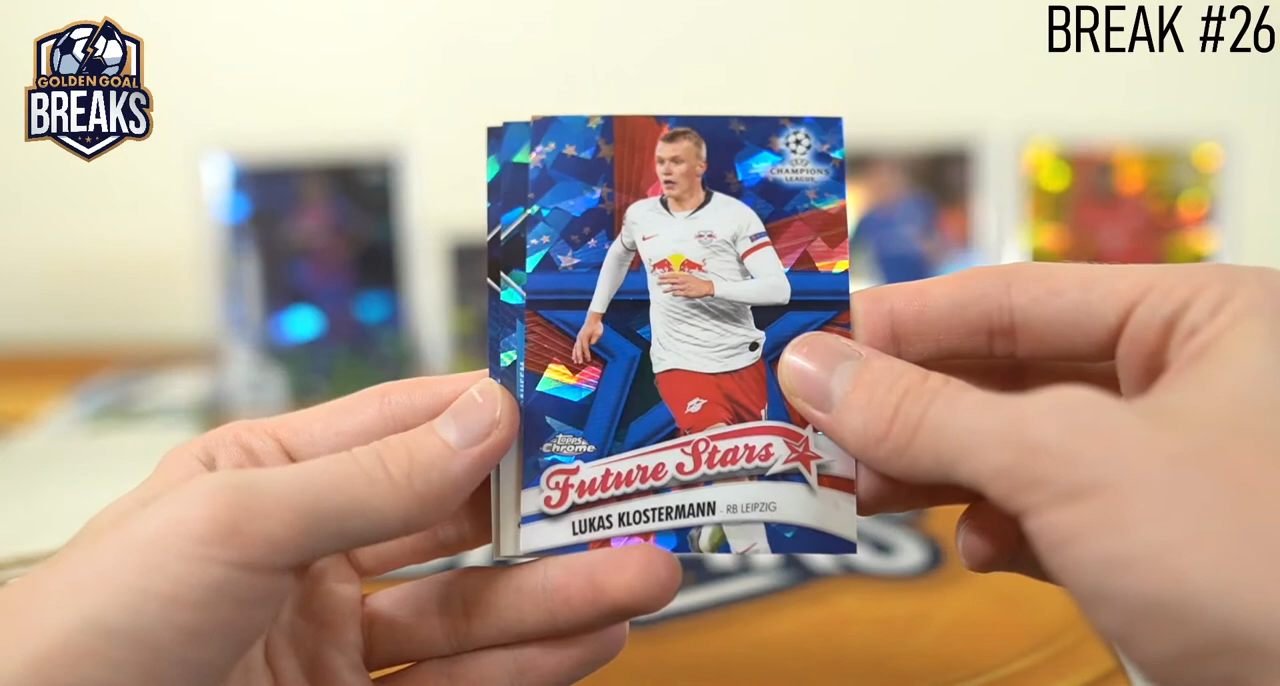 GOLDEN GOAL
BREAKS
BREAK #26
CHAMPIONS
LEAGUE
Topps
Chrome
Future Stars
LUKAS KLOSTERMANN - RB LEIPZIG